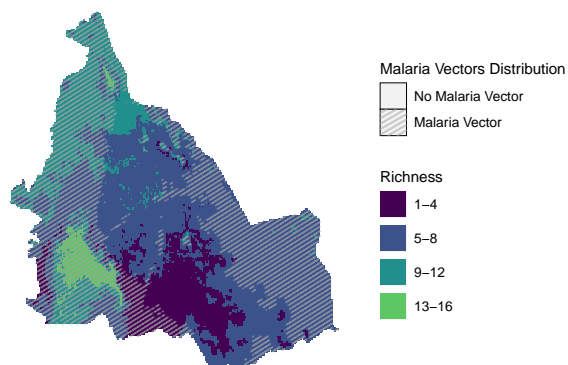 Malaria Vectors Distribution
No Malaria Vector
Malaria Vector
Richness
1–4
5–8
9–12
13–16